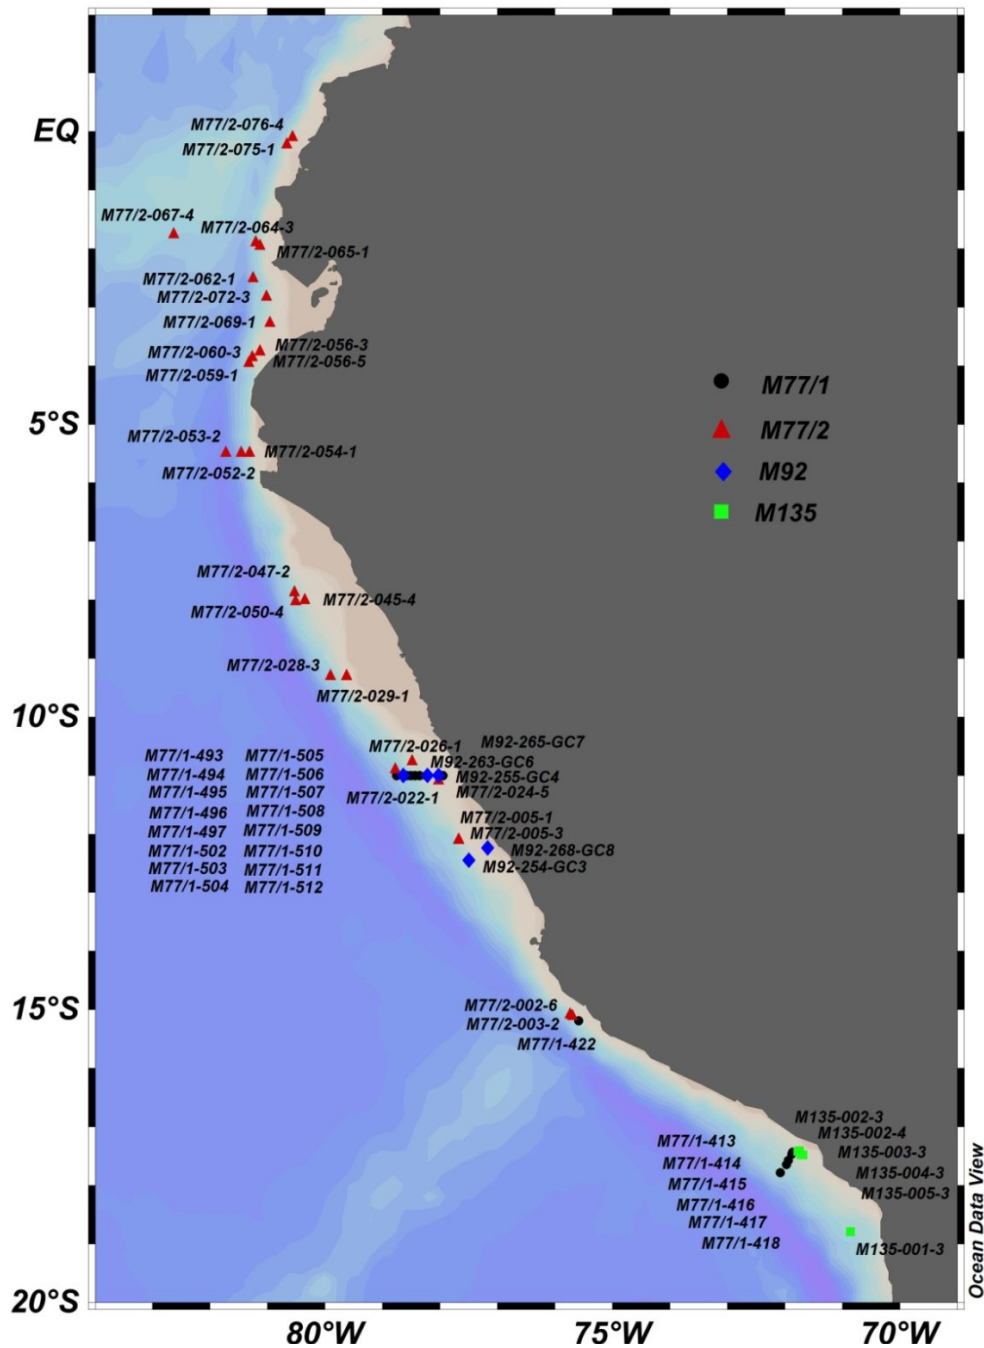 M77/2-076-4
EQ
M77/2-075-1
M77/2-067-4
M77/2-064-3
M77/2-065-1
M77/2-062-1
M77/2-072-3
M77/2-069-1
M77/2-056-3
M77/2-060-3
M77/2-056-5
M77/2-059-1
M77/1
M77/2
M92
M135
5°S
M77/2-053-2
M77/2-054-1
M77/2-052-2
M77/2-047-2
M77/2-045-4
M77/2-050-4
M77/2-028-3
M77/2-029-1
10°S
M77/2-026-1
M92-265-GC7
M92-263-GC6
M92-255-GC4
M77/2-024-5
M77/2-022-1
M77/1-493 M77/1-505
M77/1-494 M77/1-506
M77/1-495 M77/1-507
M77/1-496 M77/1-508
M77/1-497 M77/1-509
M77/1-502 M77/1-510
M77/1-503 M77/1-511
M77/1-504 M77/1-512
M77/2-005-1
M77/2-005-3
M92-268-GC8
M92-254-GC3
15°S
M77/2-002-6
M77/2-003-2
M77/1-422
M135-002-3
M135-002-4
M135-003-3
M135-004-3
M135-005-3
M77/1-413
M77/1-414
M77/1-415
M77/1-416
M77/1-417
M77/1-418
M135-001-3
20°S
80°W 75°W 70°W
Ocean Data View